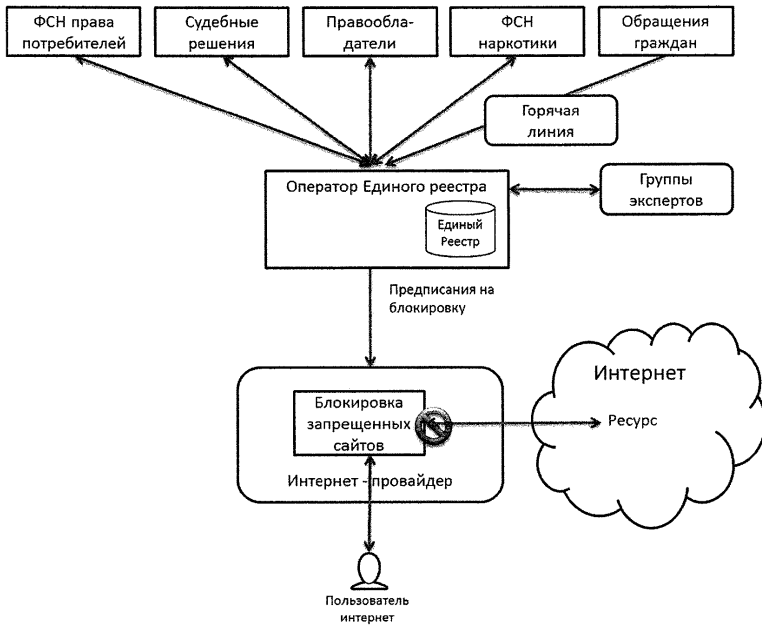 ФСН права
потребителей
Судебные
решения
Правообла-
датели
ФСН
наркотики
Обращения
граждан
Горячая
линия
Оператор Единого реестра
Единый
Реестр
Группы
экспертов
Предписания на
блокировку
Интернет
Блокировка
запрещенных
сайтов
Ресурс
Интернет - провайдер
Пользователь
интернет